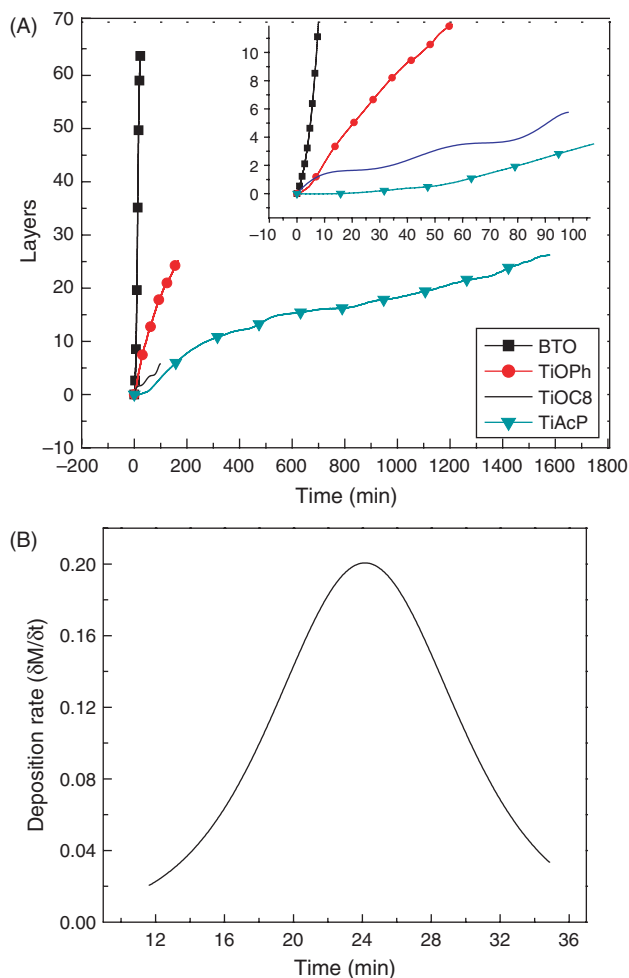 (A)
70
60
50
40
30
20
10
0
−10
Layers
−200 0 200 400 600 800 1000 1200 1400 1600 1800
Time (min)
12
10
8
6
4
2
0
−10 0 10 20 30 40 50 60 70 80 90 100
BTO
TiOPh
TiOC8
TiAcP
(B)
0.20
0.16
0.12
0.08
0.04
0.00
Deposition rate (δM/δt)
12 16 20 24 28 32 36
Time (min)